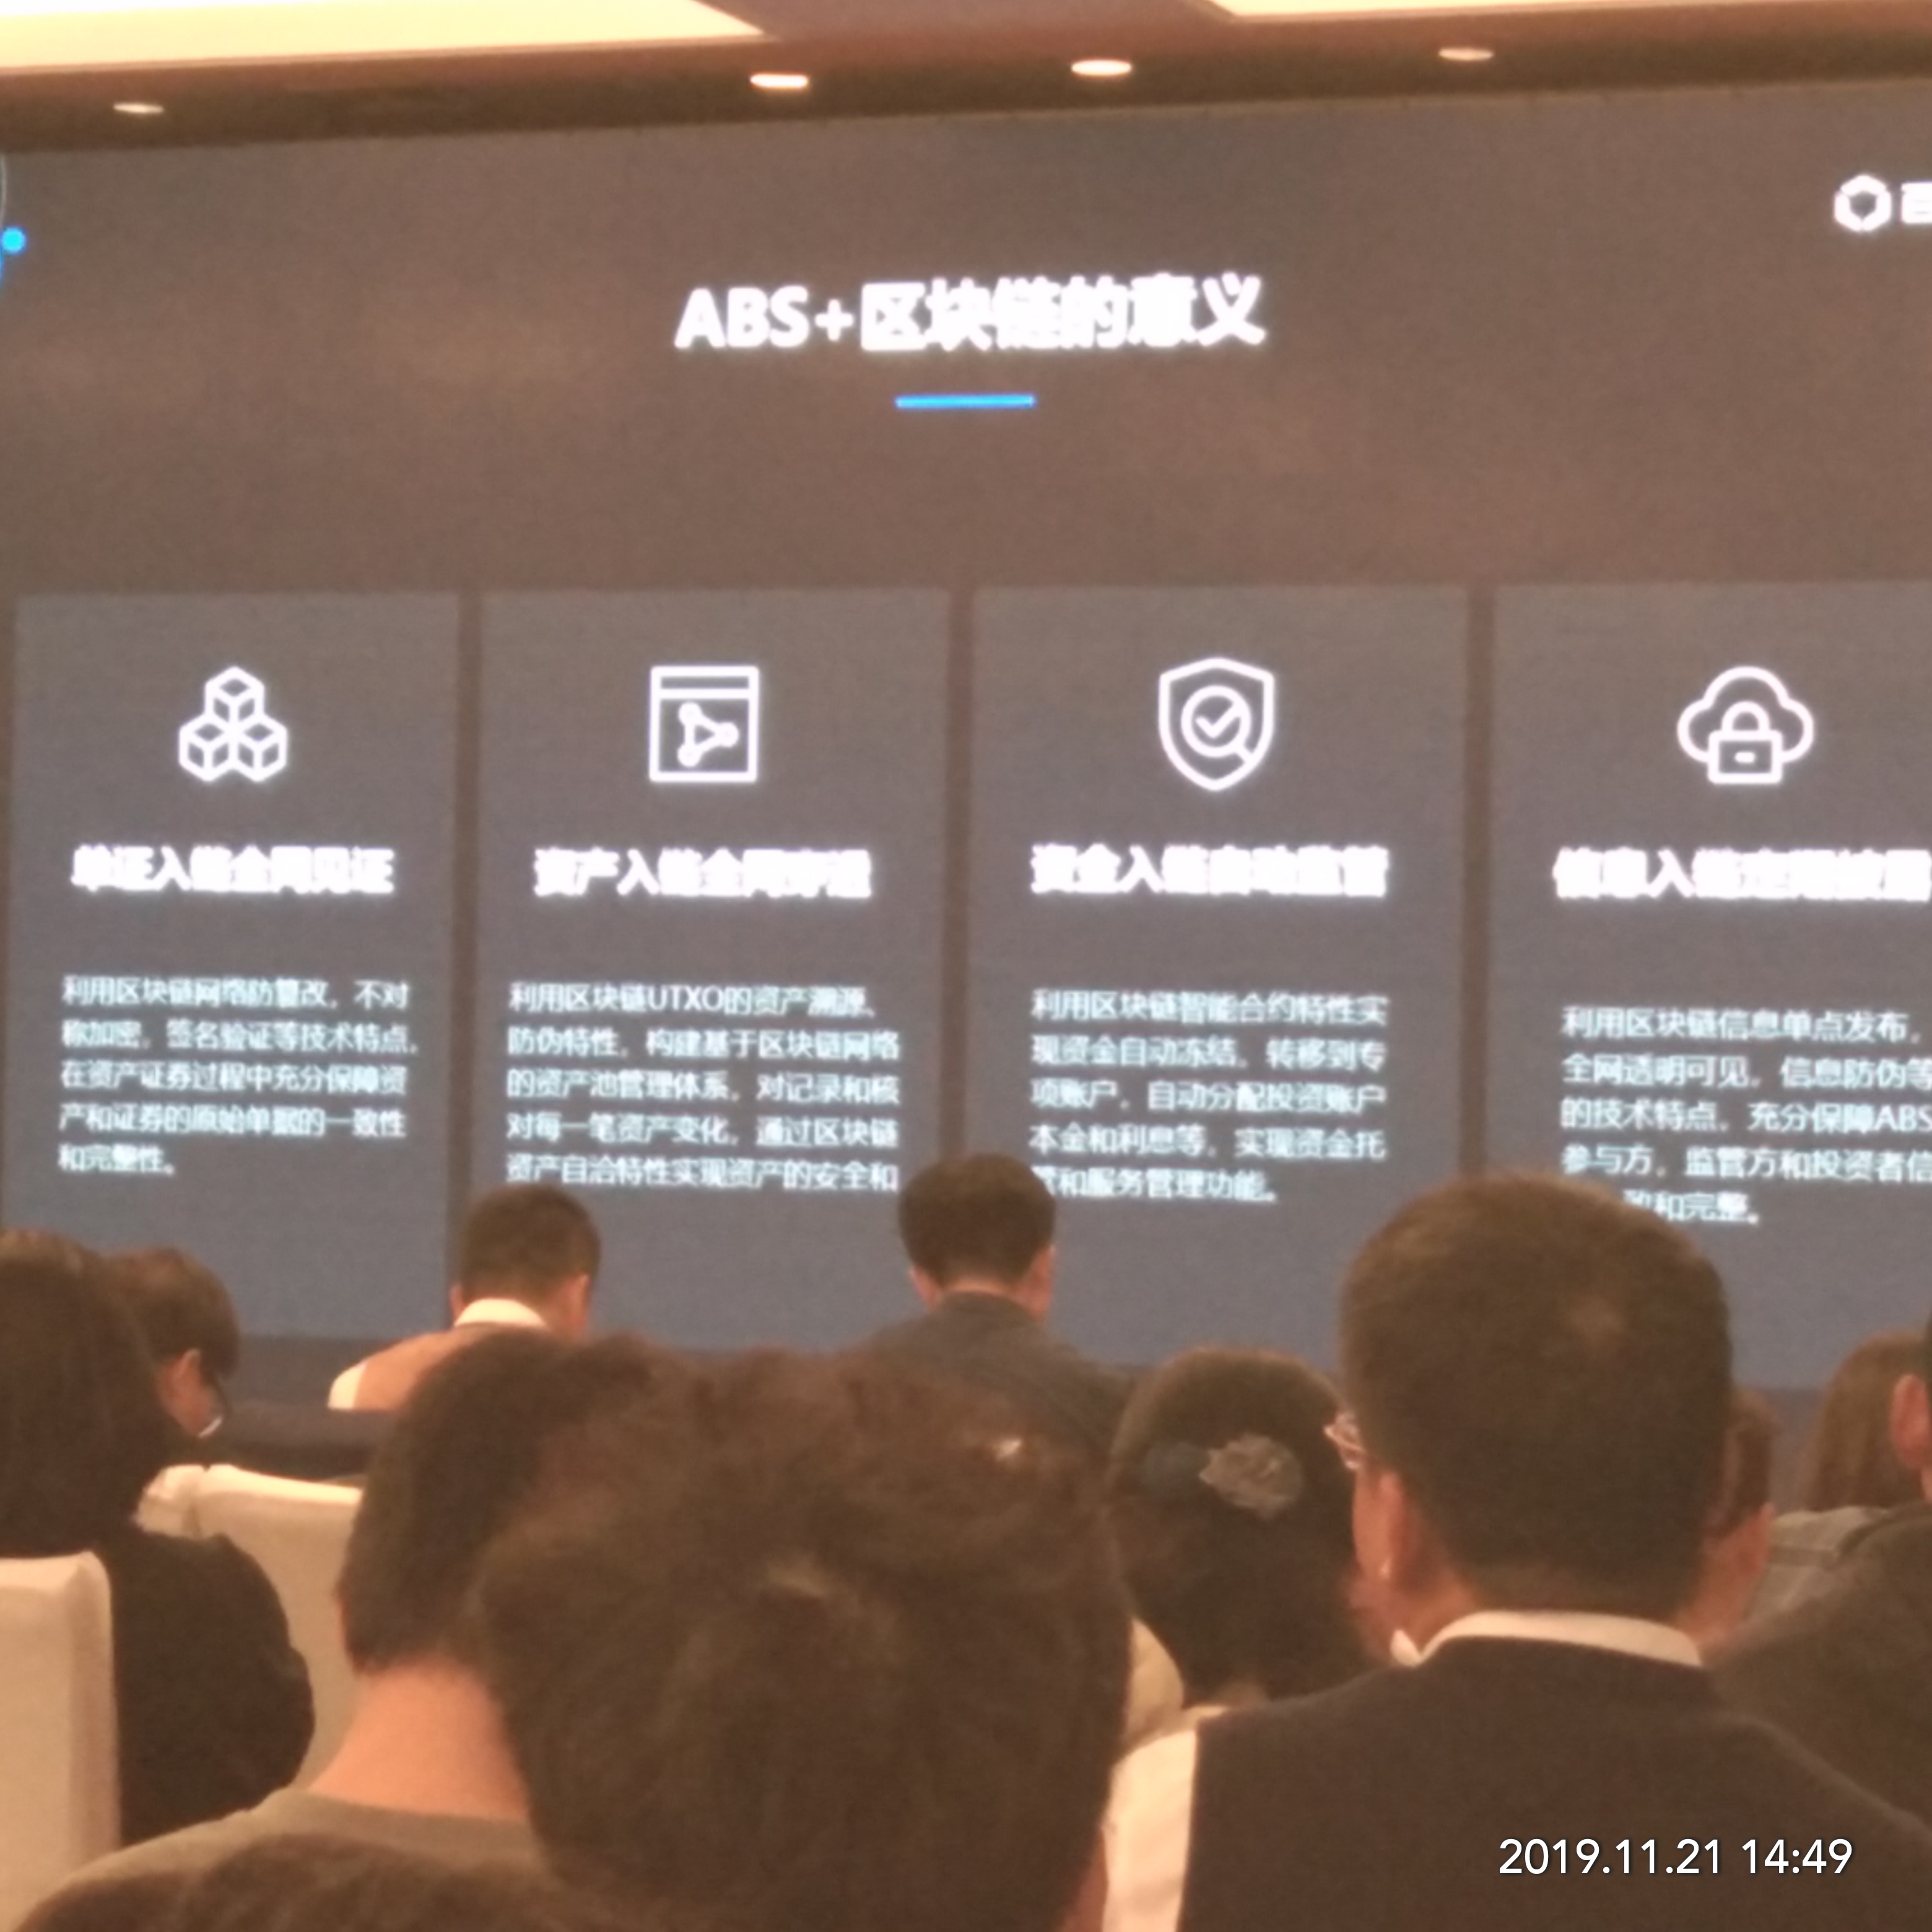 ABS+区块链的意义
单证入链全网见证
利用区块链网络防篡改，不对
称加密，签名验证等技术特点，
在资产证券过程中充分保障资
产和证券的原始单据的一致性
和完整性。
资产入链全网穿透
利用区块链UTXO的资产溯源、
防伪特性，构建基于区块链网络
的资产池管理体系，对记录和核
对每一笔资产变化，通过区块链
资产自洽特性实现资产的安全和
资金入链自动监管
利用区块链智能合约特性实
现资金自动冻结，转移到专
项账户，自动分配投资账户
本金和利息等，实现资金托
管和服务管理功能。
信息入链定期披露
利用区块链信息单点发布，
全网透明可见，信息防伪等
的技术特点，充分保障ABS
参与方，监管方和投资者信
致和完整。
2019.11.21 14:49